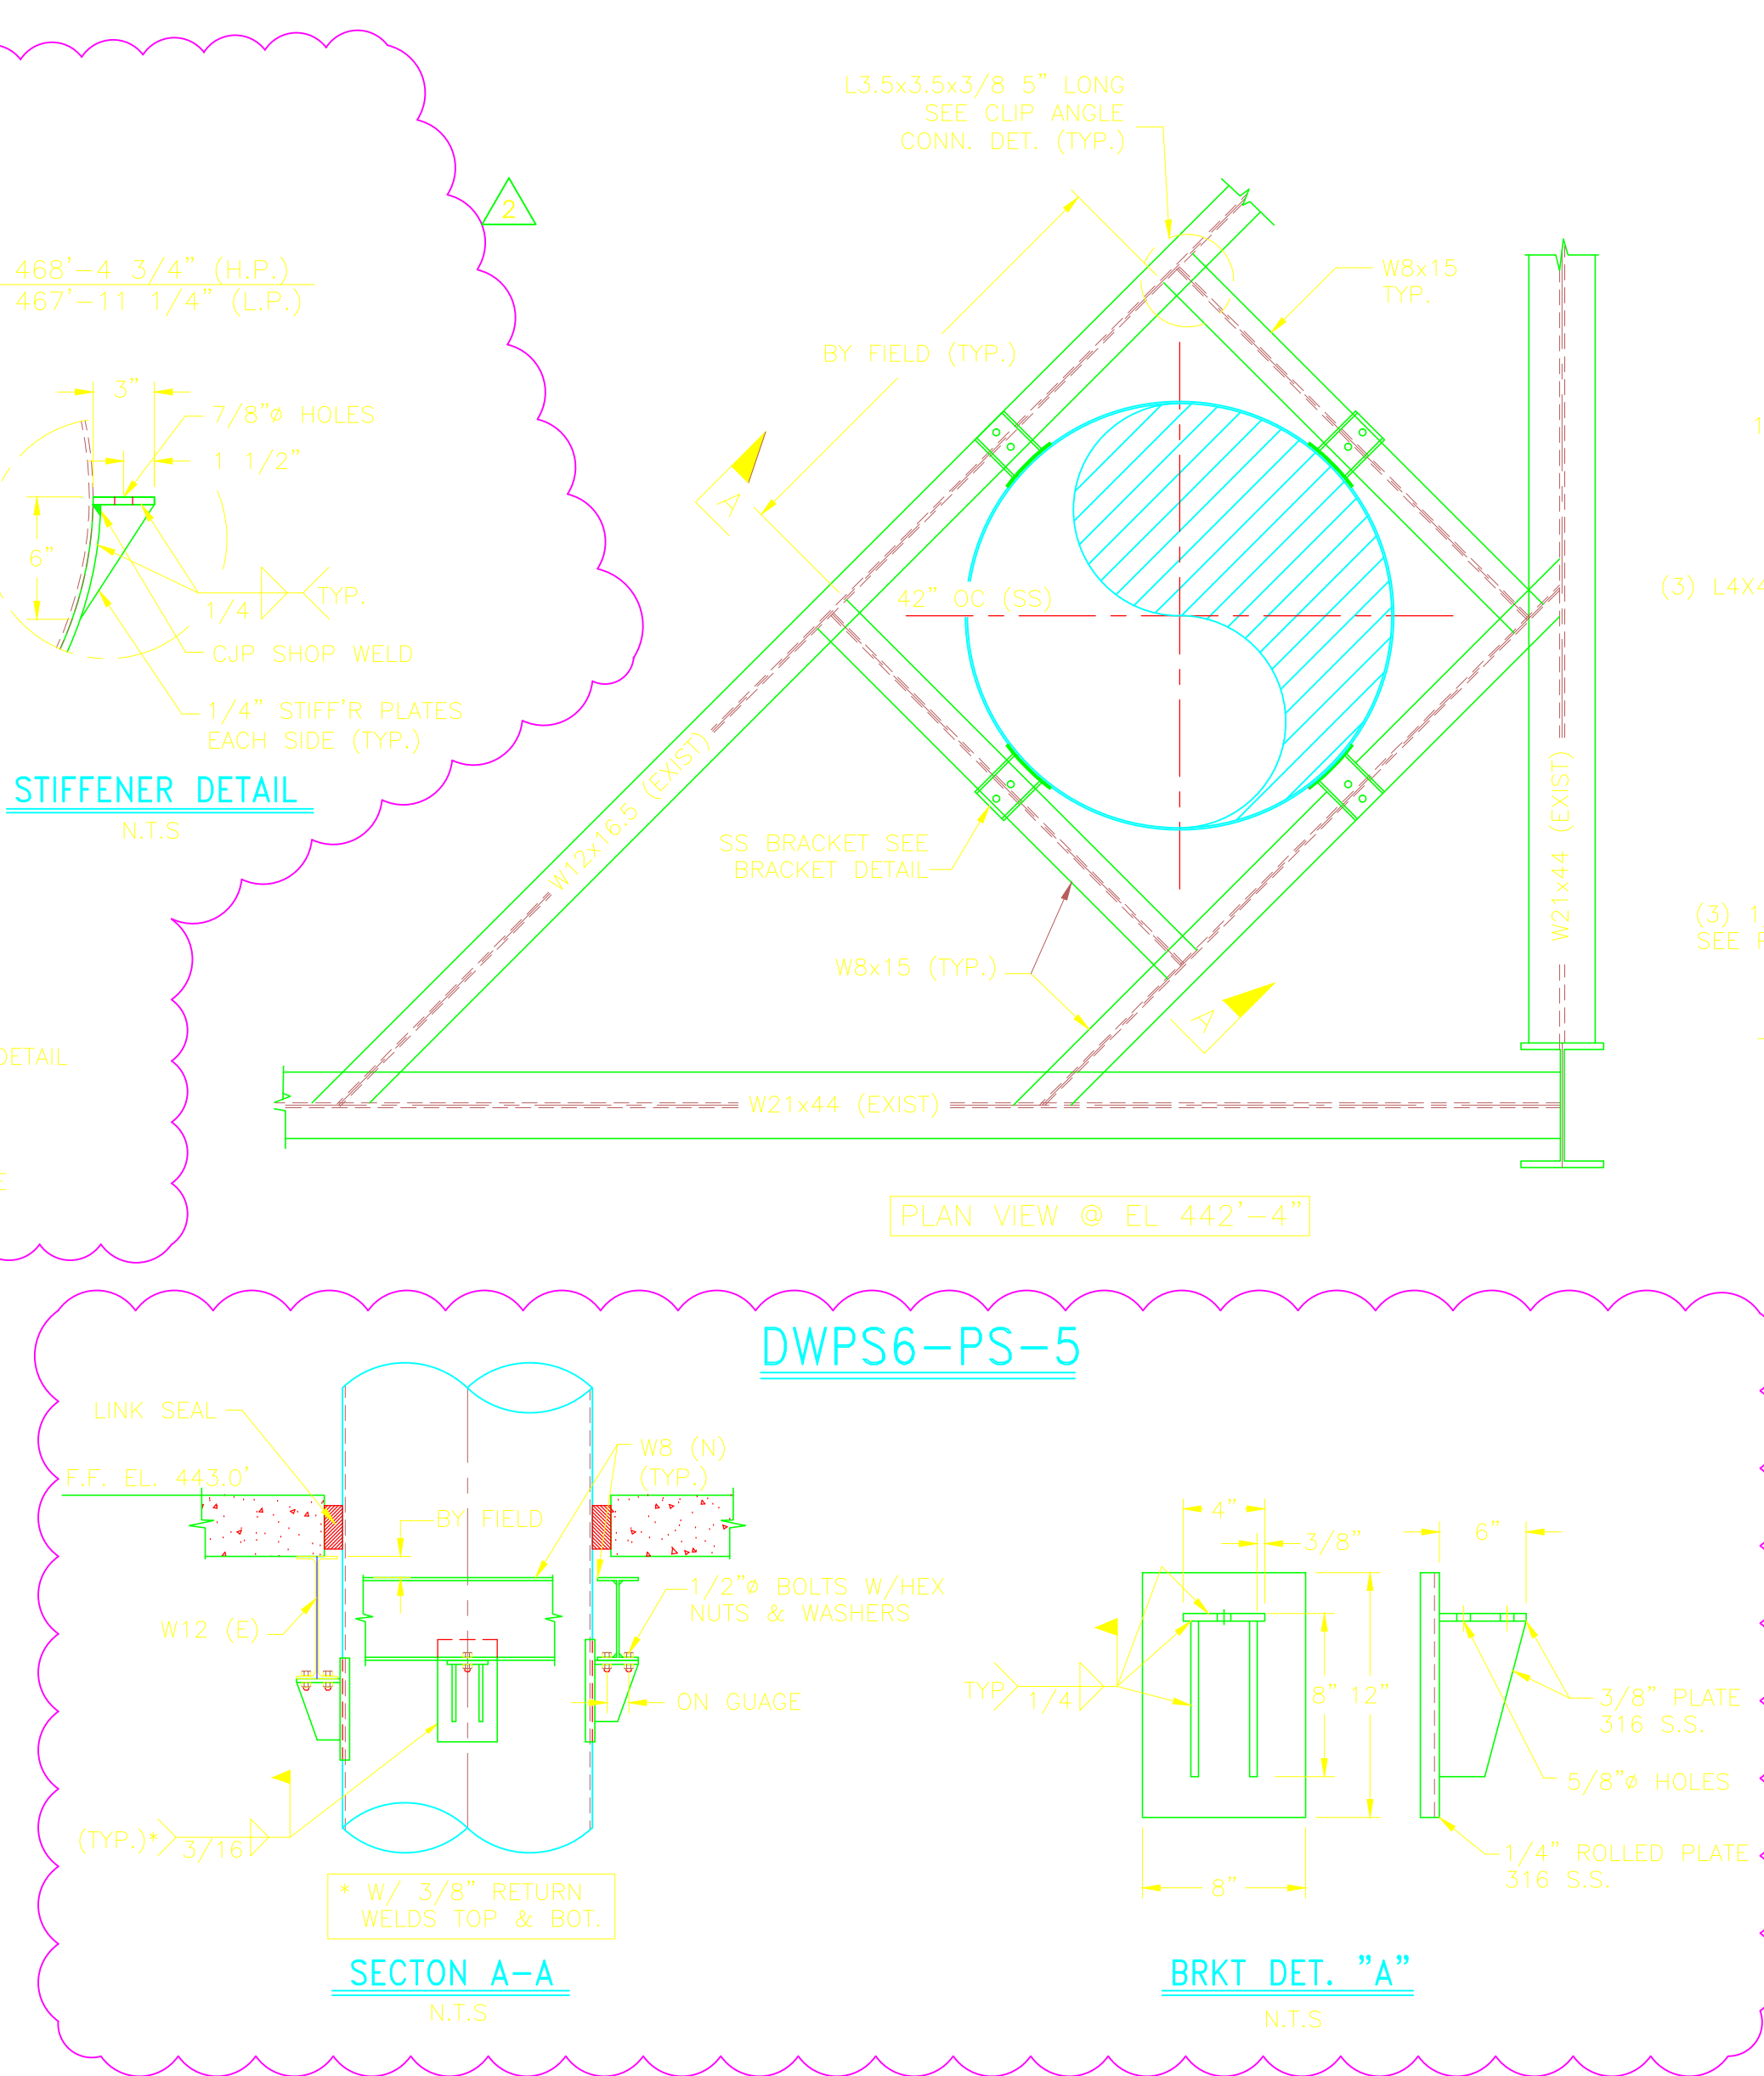 2
468'-4 3/4" (H.P.)
467'-11 1/4" (L.P.)
3"
7/8"ø HOLES
1 1/2"
6"
1/4
TYP.
CJP SHOP WELD
1/4" STIFF'R PLATES
EACH SIDE (TYP.)
STIFFENER DETAIL
N.T.S
DETAIL
L3.5x3.5x3/8 5" LONG
SEE CLIP ANGLE
CONN. DET. (TYP.)
W8x15
TYP.
BY FIELD (TYP.)
A
42" OC (SS)
(3) L4X4
W12x16.5 (EXIST)
W21x44 (EXIST)
SS BRACKET SEE
BRACKET DETAIL
(3) 1
SEE
W8x15 (TYP.)
A
W21x44 (EXIST)
PLAN VIEW @ EL 442'-4"
DWPS6-PS-5
LINK SEAL
F.F. EL. 443.0'
W8 (N)
(TYP.)
BY FIELD
1/2"ø BOLTS W/HEX
NUTS & WASHERS
W12 (E)
ON GUAGE
(TYP.)*
3/16
* W/ 3/8" RETURN
WELDS TOP & BOT.
SECTON A-A
N.T.S
4"
3/8"
6"
TYP
1/4
8"
12"
3/8" PLATE
316 S.S.
5/8"ø HOLES
1/4" ROLLED PLATE
316 S.S.
8"
BRKT DET. "A"
N.T.S